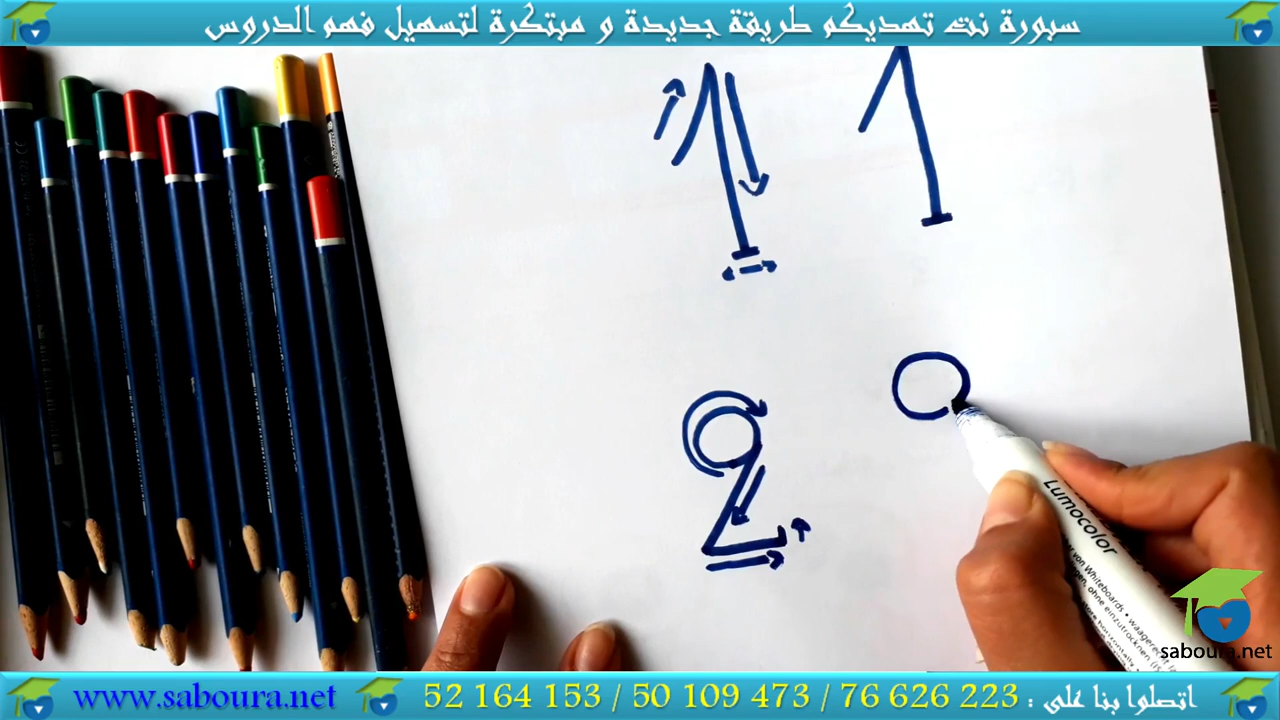 سبورة نت تهديكم طريقة جديدة و مبتكرة لتسهيل فهم الدروس
1 1
2
Lumocolor
saboura.net
www.saboura.net 52 164 153 / 50 109 473 / 76 626 223 : اتصلوا بنا على